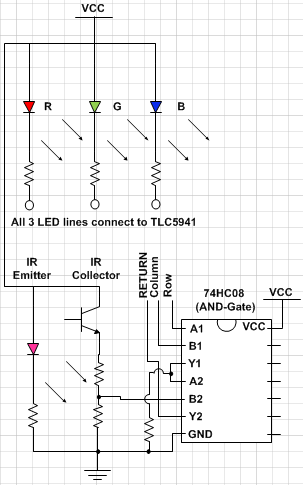 VCC
R G B
All 3 LED lines connect to TLC5941
IR
Emitter
IR
Collector
RETURN
Column
Row
74HC08
(AND-Gate)
VCC
A1
VCC
B1
Y1
A2
B2
Y2
GND